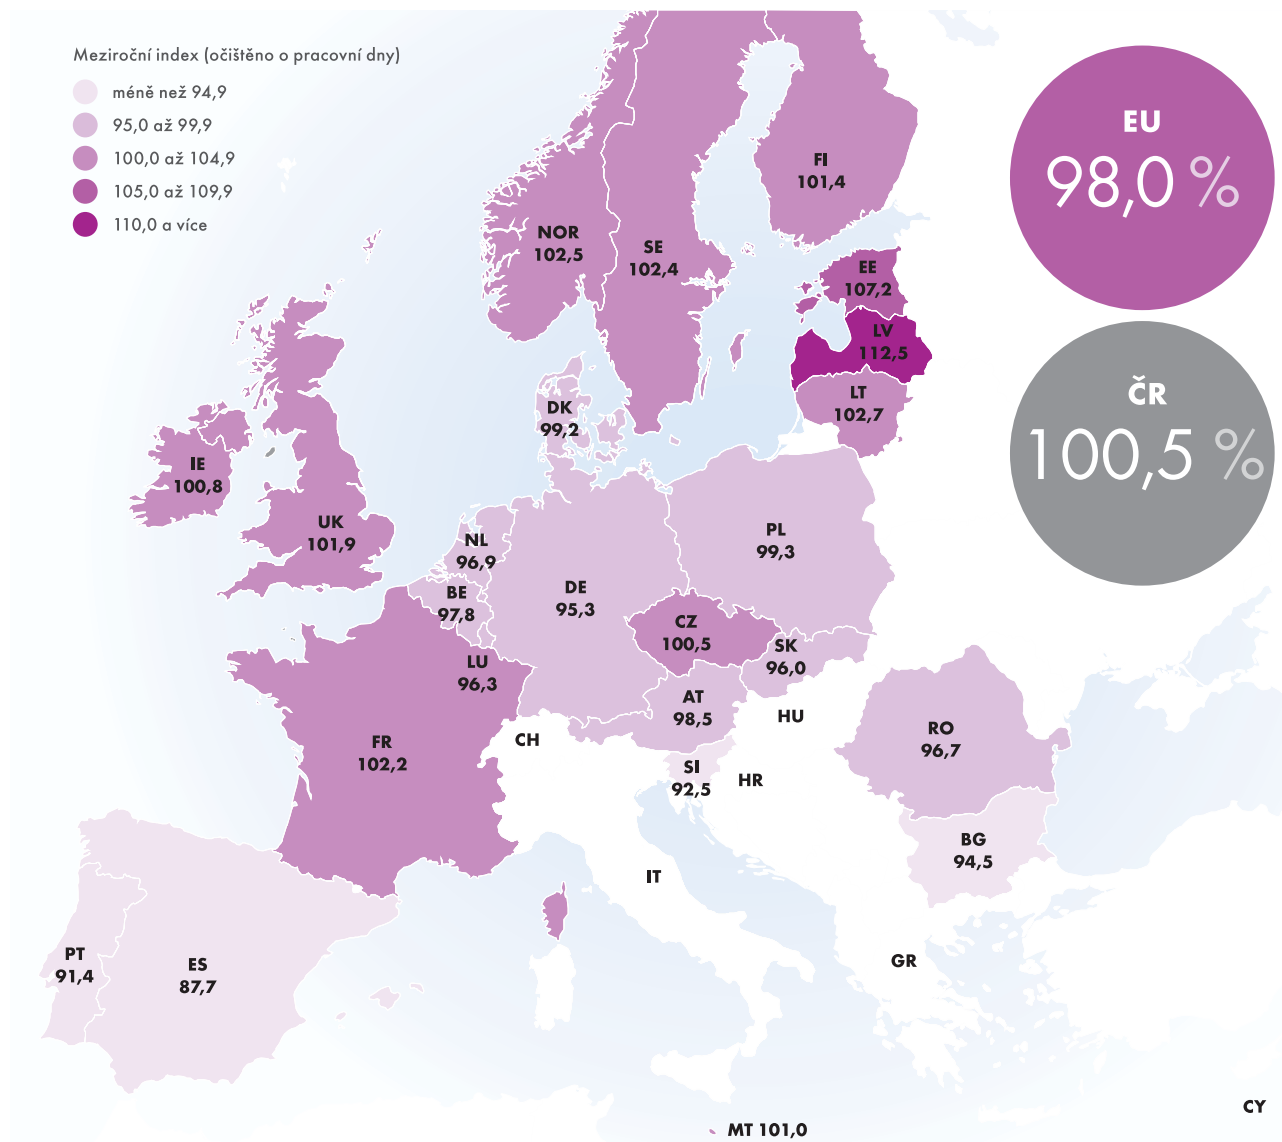 Meziroční index (očištěno o pracovní dny)
méně než 94,9
95,0 až 99,9
100,0 až 104,9
105,0 až 109,9
110,0 a více
EU
98,0 %
ČR
100,5 %
FI
101,4
NOR
102,5
SE
102,4
EE
107,2
LV
112,5
LT
102,7
DK
99,2
IE
100,8
UK
101,9
NL
96,9
BE
97,8
DE
95,3
PL
99,3
CZ
100,5
SK
96,0
LU
96,3
AT
98,5
HU
CH
FR
102,2
RO
96,7
SI
92,5
HR
BG
94,5
IT
PT
91,4
ES
87,7
GR
CY
MT 101,0